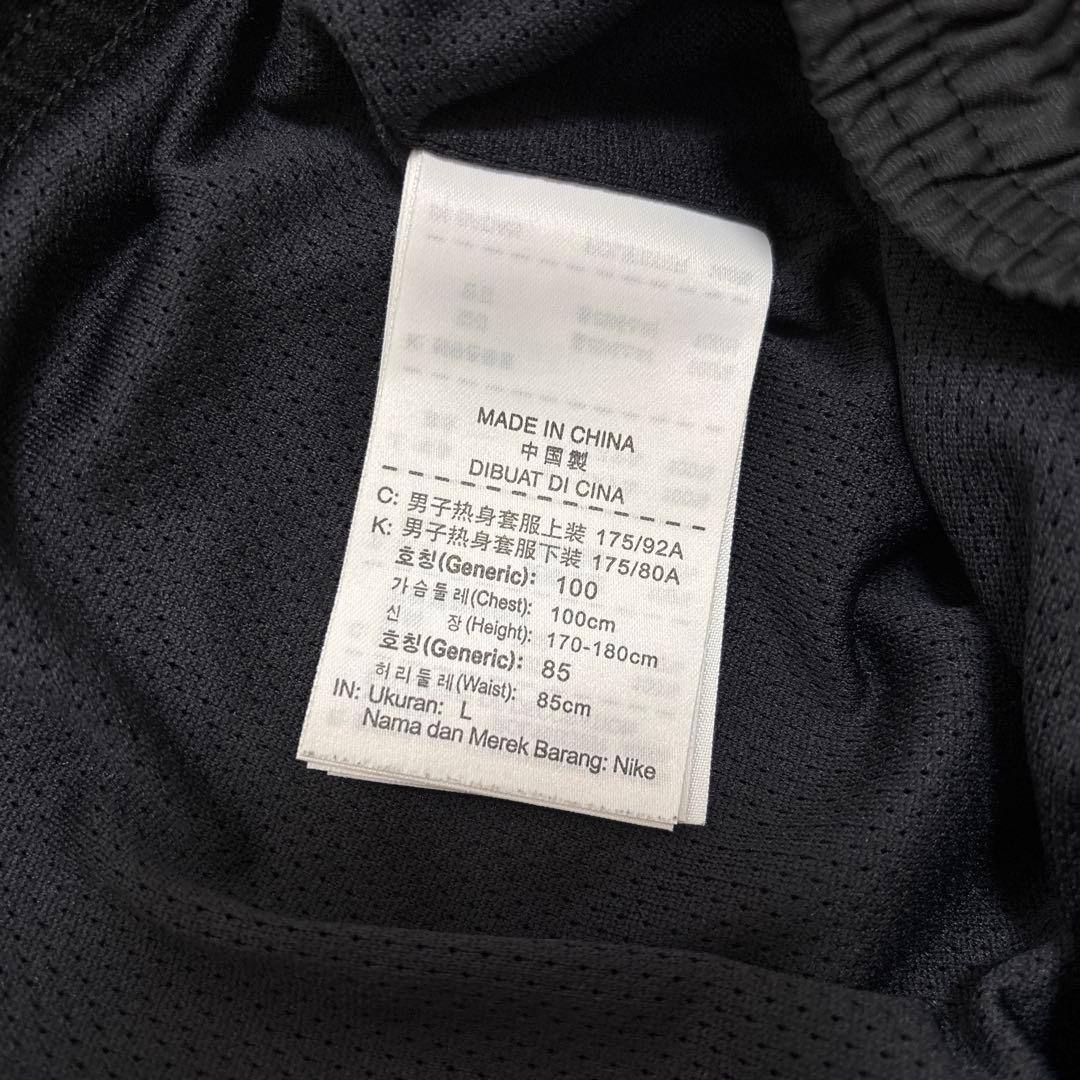 MADE IN CHINA
中国製
DIBUAT DI CINA
C: 男子热身套服上装 175/92A
K: 男子热身套服下装 175/80A
호칭(Generic): 100
가슴둘레(Chest): 100cm
신 장(Height): 170-180cm
호칭(Generic): 85
허리둘레(Waist): 85cm
IN: Ukuran: L
Nama dan Merek Barang: Nike